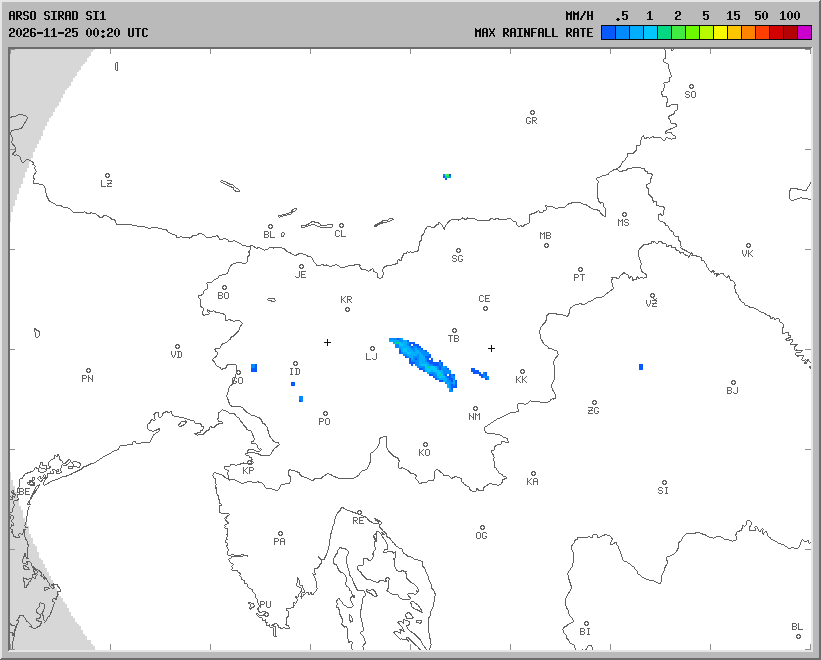 ARSO SIRAD SI1
MM/H .5 1 2 5 15 50 100
2026-11-25 00:20 UTC
MAX RAINFALL RATE
SO
GR
LZ
MS
BL
CL
MB
VK
SG
JE
PT
BO
KR
CE
VZ
TB
VD
LJ
ID
GO
PN
KK
BJ
ZG
NM
PO
KO
KP
KA
BE
SI
RE
OG
PA
PU
BI
BL